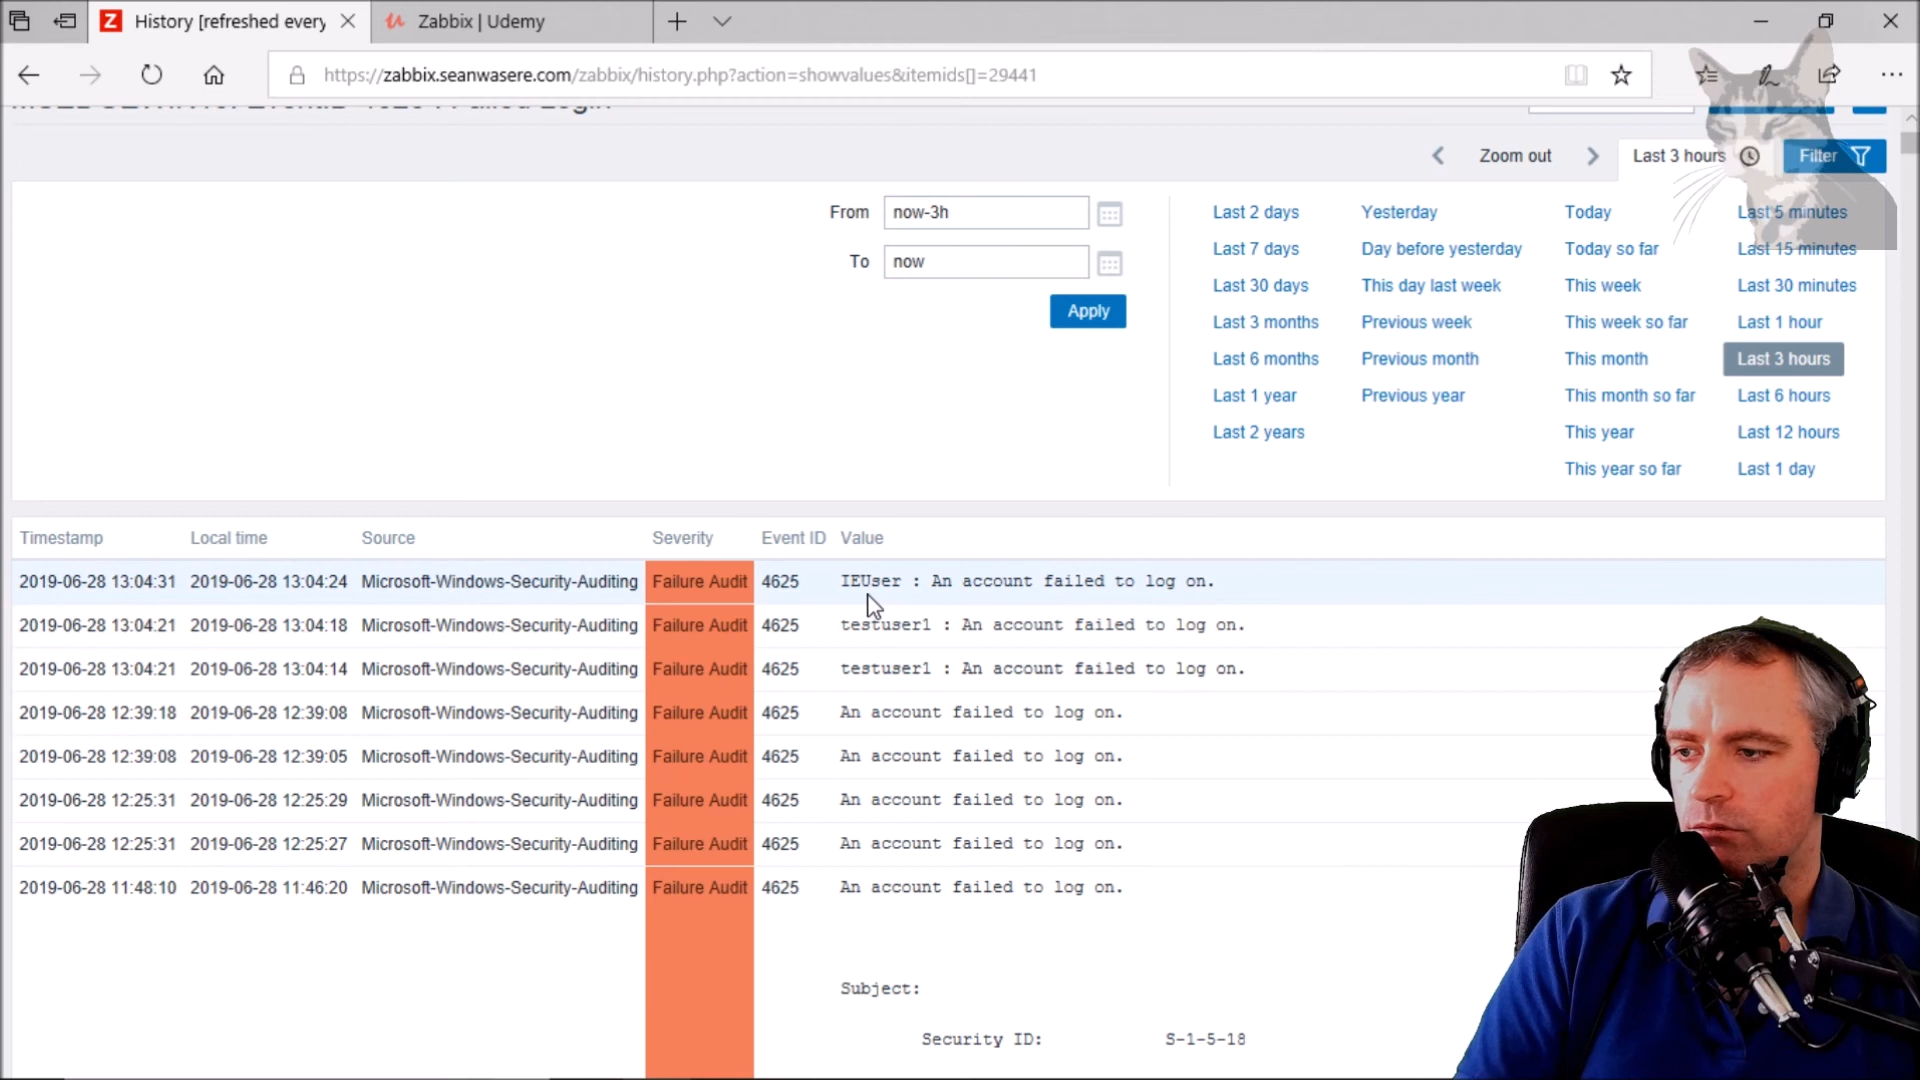 History [refreshed every
Zabbix | Udemy
https://zabbix.seanwasere.com/zabbix/history.php?action=showvalues&itemids[]=29441
Zoom out
Last 3 hours
Filter
From
now-3h
To
now
Apply
Last 2 days
Yesterday
Today
Last 5 minutes
Last 7 days
Day before yesterday
Today so far
Last 15 minutes
Last 30 days
This day last week
This week
Last 30 minutes
Last 3 months
Previous week
This week so far
Last 1 hour
Last 6 months
Previous month
This month
Last 3 hours
Last 1 year
Previous year
This month so far
Last 6 hours
Last 2 years
This year
Last 12 hours
This year so far
Last 1 day
Timestamp Local time Source Severity Event ID Value
2019-06-28 13:04:31 2019-06-28 13:04:24 Microsoft-Windows-Security-Auditing Failure Audit 4625 IEUser : An account failed to log on.
2019-06-28 13:04:21 2019-06-28 13:04:18 Microsoft-Windows-Security-Auditing Failure Audit 4625 testuser1 : An account failed to log on.
2019-06-28 13:04:21 2019-06-28 13:04:14 Microsoft-Windows-Security-Auditing Failure Audit 4625 testuser1 : An account failed to log on.
2019-06-28 12:39:18 2019-06-28 12:39:08 Microsoft-Windows-Security-Auditing Failure Audit 4625 An account failed to log on.
2019-06-28 12:39:08 2019-06-28 12:39:05 Microsoft-Windows-Security-Auditing Failure Audit 4625 An account failed to log on.
2019-06-28 12:25:31 2019-06-28 12:25:29 Microsoft-Windows-Security-Auditing Failure Audit 4625 An account failed to log on.
2019-06-28 12:25:31 2019-06-28 12:25:27 Microsoft-Windows-Security-Auditing Failure Audit 4625 An account failed to log on.
2019-06-28 11:48:10 2019-06-28 11:46:20 Microsoft-Windows-Security-Auditing Failure Audit 4625 An account failed to log on.
Subject:
Security ID: S-1-5-18